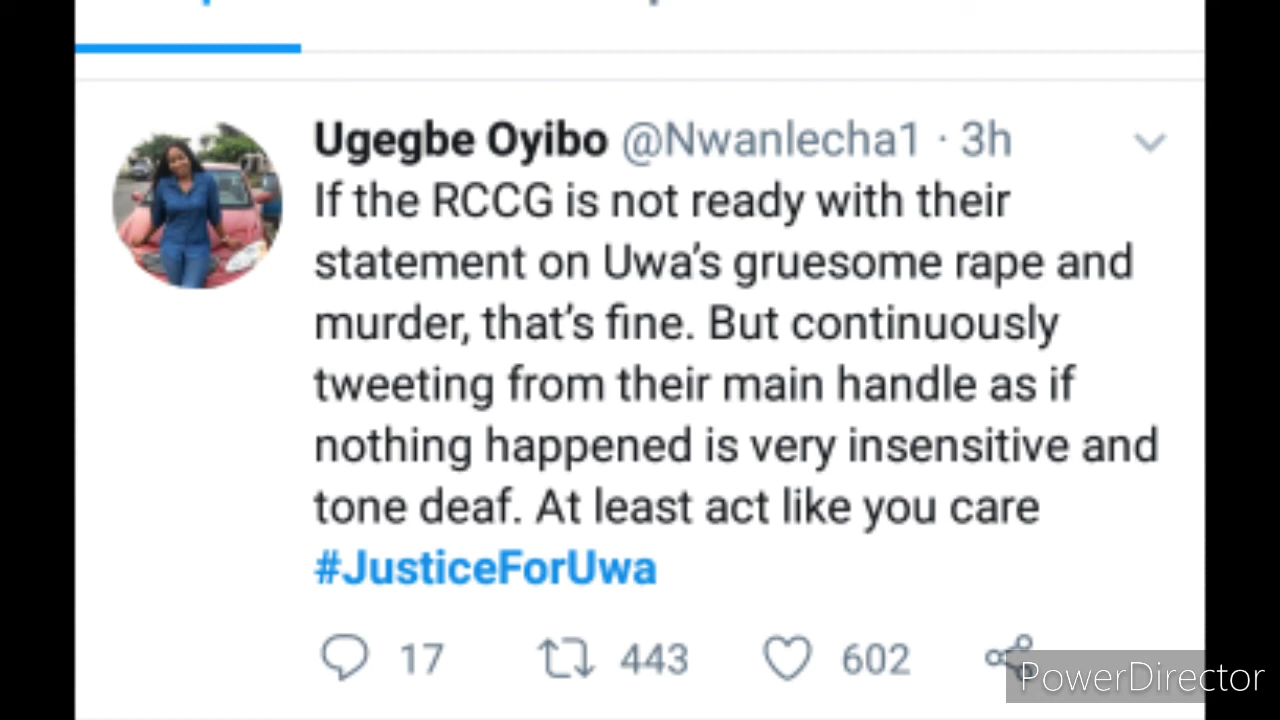 Ugegbe Oyibo @Nwanlecha1 · 3h
If the RCCG is not ready with their
statement on Uwa’s gruesome rape and
murder, that’s fine. But continuously
tweeting from their main handle as if
nothing happened is very insensitive and
tone deaf. At least act like you care
#JusticeForUwa
17 443 602
PowerDirector